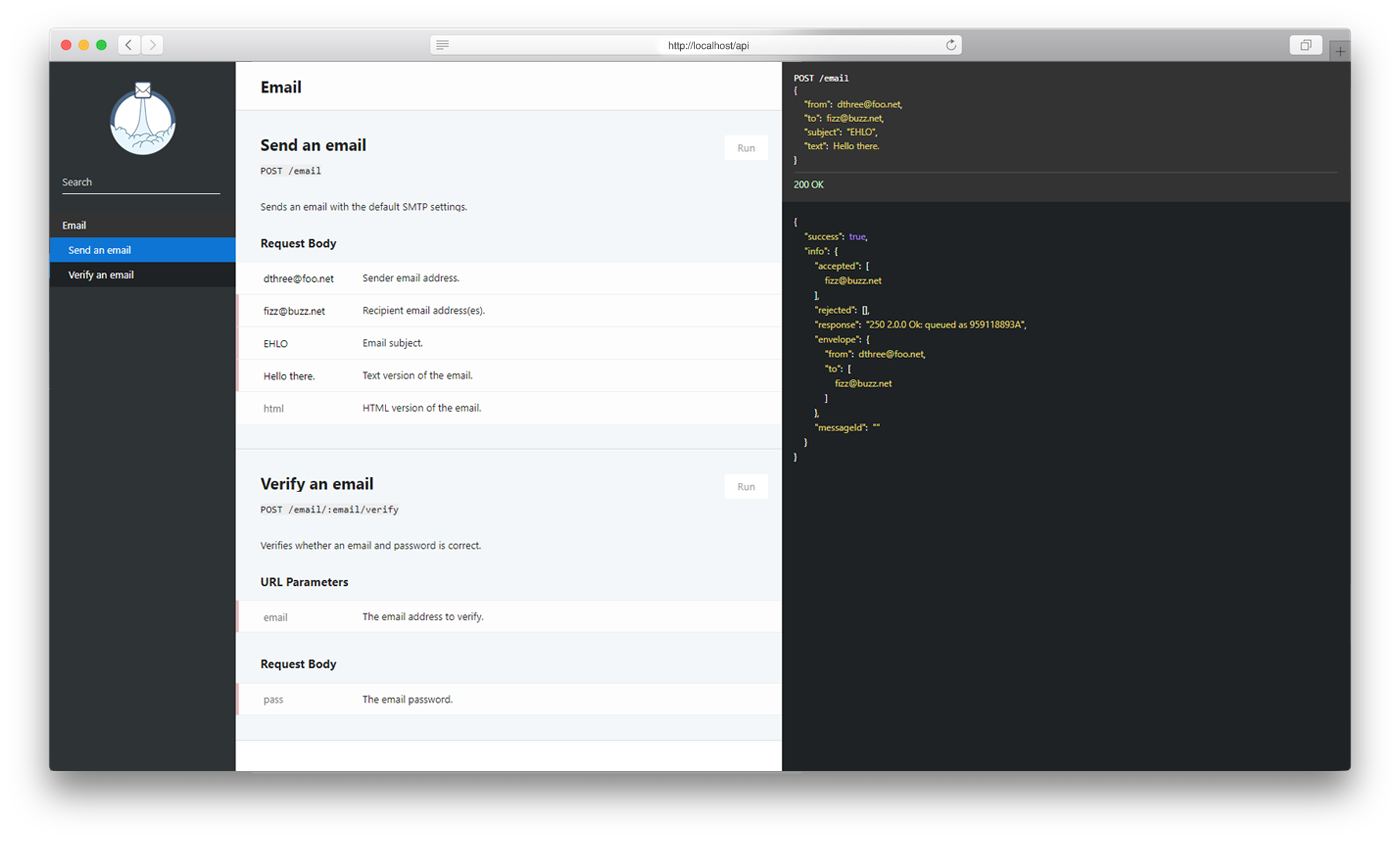 http://localhost/api
Search
Email
Send an email
Verify an email
Email
Send an email
Run
POST /email
Sends an email with the default SMTP settings.
Request Body
dthree@foo.net Sender email address.
fizz@buzz.net Recipient email address(es).
EHLO Email subject.
Hello there. Text version of the email.
html HTML version of the email.
Verify an email
Run
POST /email/:email/verify
Verifies whether an email and password is correct.
URL Parameters
email The email address to verify.
Request Body
pass The email password.
POST /email
{
"from": dthree@foo.net,
"to": fizz@buzz.net,
"subject": "EHLO",
"text": Hello there.
}
200 OK
{
"success": true,
"info": {
"accepted": [
fizz@buzz.net
],
"rejected": [],
"response": "250 2.0.0 Ok: queued as 959118893A",
"envelope": {
"from": dthree@foo.net,
"to": [
fizz@buzz.net
]
},
"messageId": ""
}
}